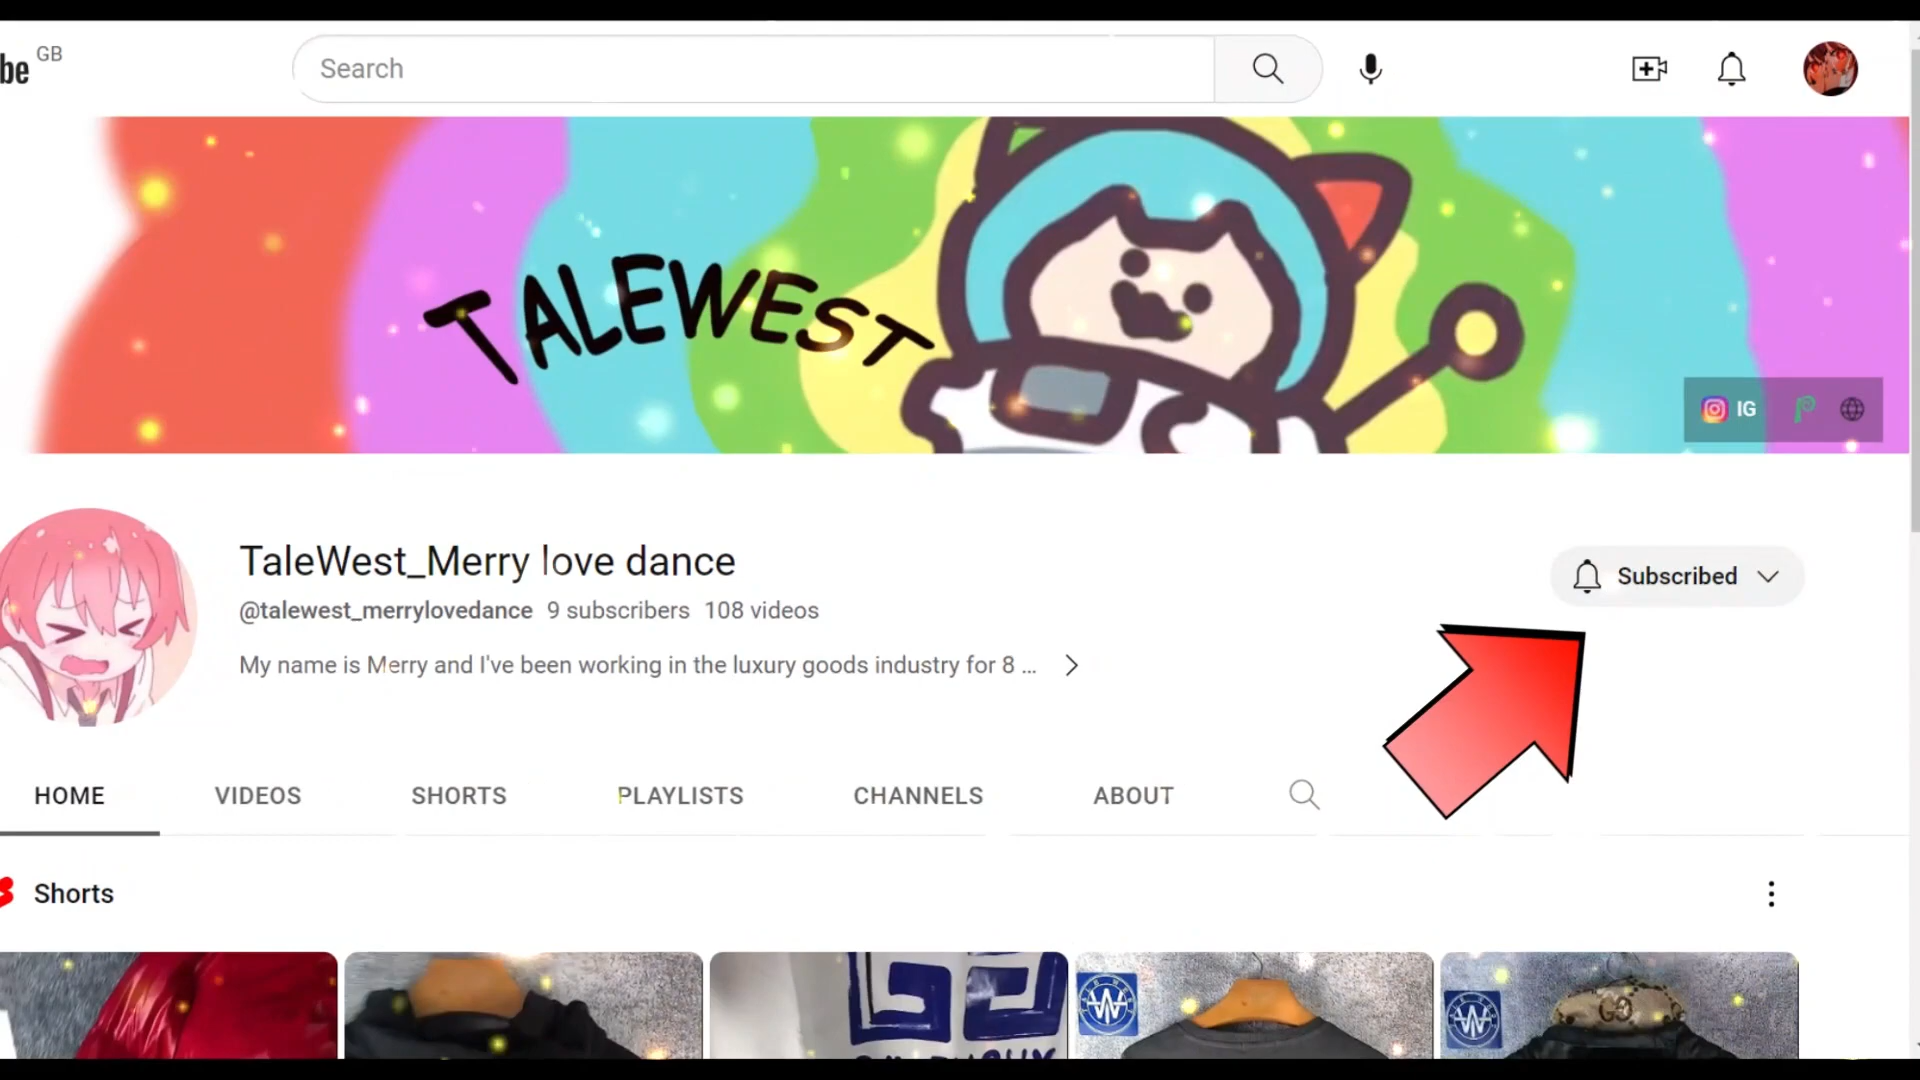 be GB
Search
TALEWEST
IG
TaleWest_Merry love dance
@talewest_merrylovedance 9 subscribers 108 videos
My name is Merry and I've been working in the luxury goods industry for 8 ...
Subscribed
HOME VIDEOS SHORTS PLAYLISTS CHANNELS ABOUT
Shorts